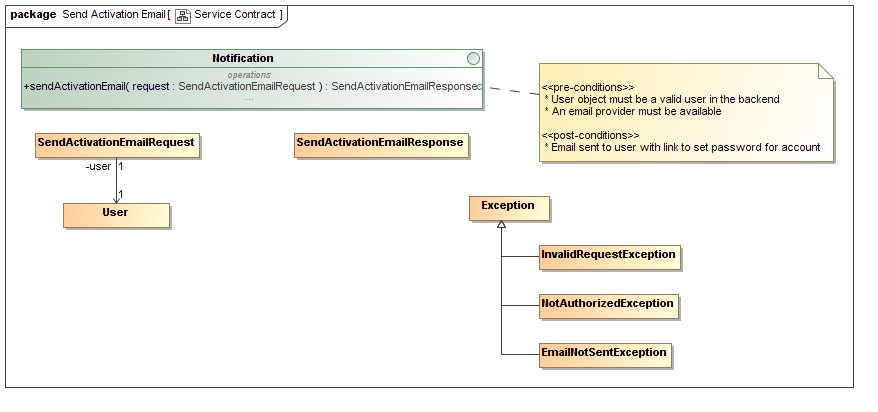 package Send Activation Email[ Service Contract ]
Notification
operations
+sendActivationEmail( request : SendActivationEmailRequest ) : SendActivationEmailResponse
...
<<pre-conditions>>
* User object must be a valid user in the backend
* An email provider must be available
<<post-conditions>>
* Email sent to user with link to set password for account
SendActivationEmailRequest
SendActivationEmailResponse
-user 1
1
User
Exception
InvalidRequestException
NotAuthorizedException
EmailNotSentException